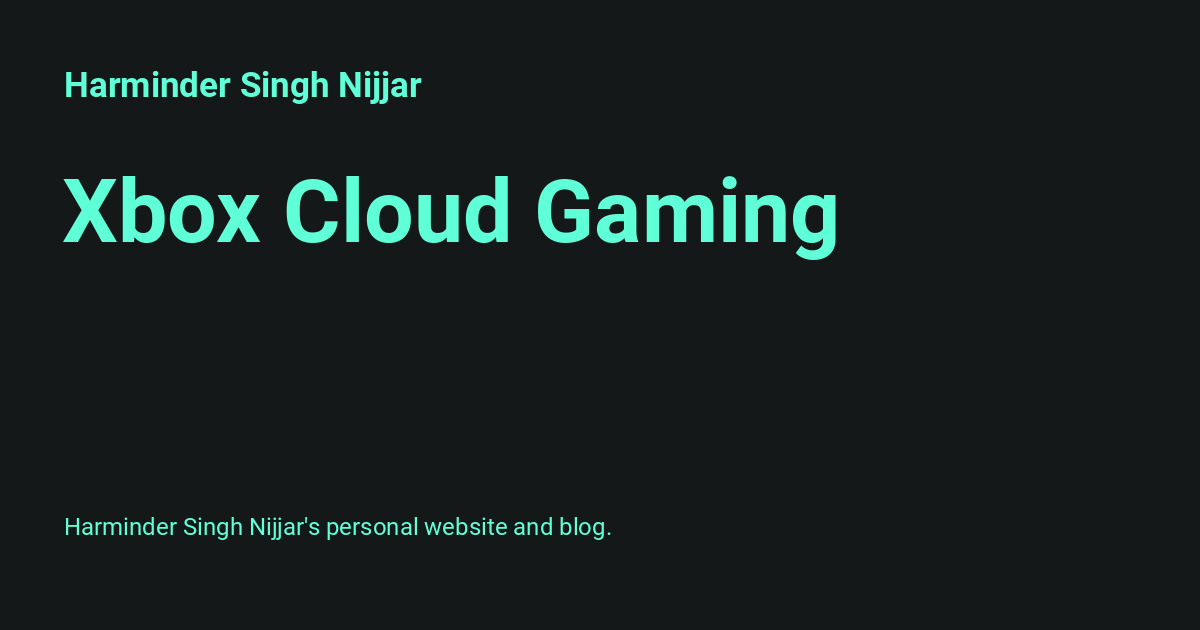 Harminder Singh Nijjar
Xbox Cloud Gaming
Harminder Singh Nijjar's personal website and blog.